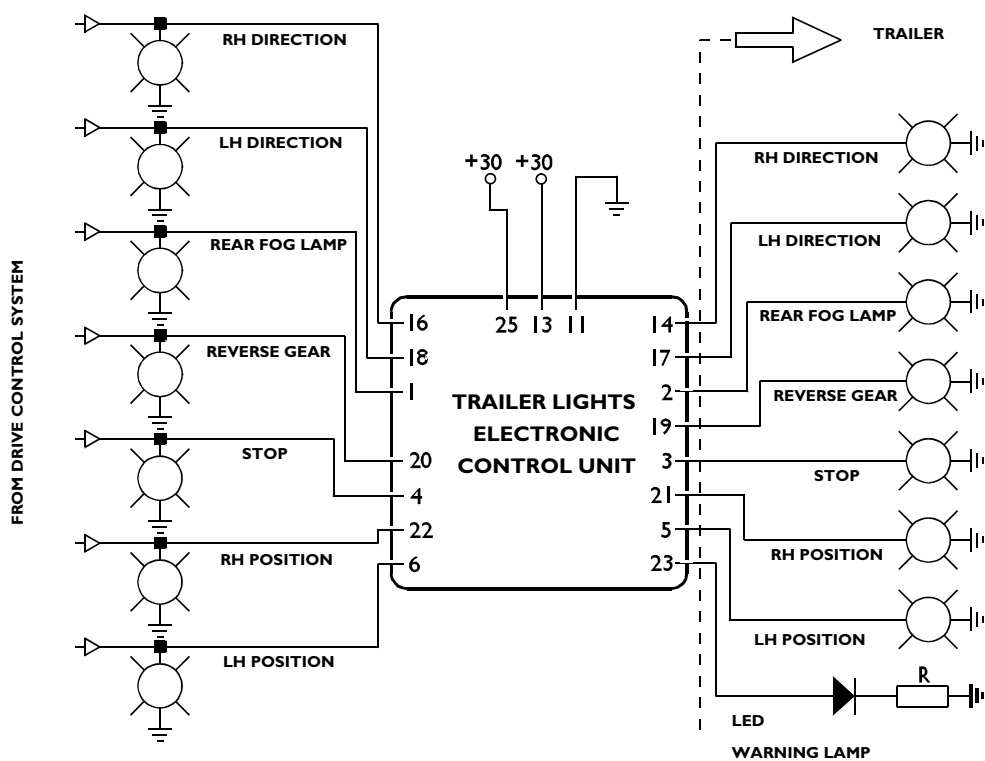 FROM DRIVE CONTROL SYSTEM
RH DIRECTION
LH DIRECTION
REAR FOG LAMP
REVERSE GEAR
STOP
RH POSITION
LH POSITION
+30 +30
25 13 11
16
18
1
20
4
22
6
TRAILER LIGHTS
ELECTRONIC
CONTROL UNIT
14
17
2
19
3
21
5
23
TRAILER
RH DIRECTION
LH DIRECTION
REAR FOG LAMP
REVERSE GEAR
STOP
RH POSITION
LH POSITION
R
LED
WARNING LAMP